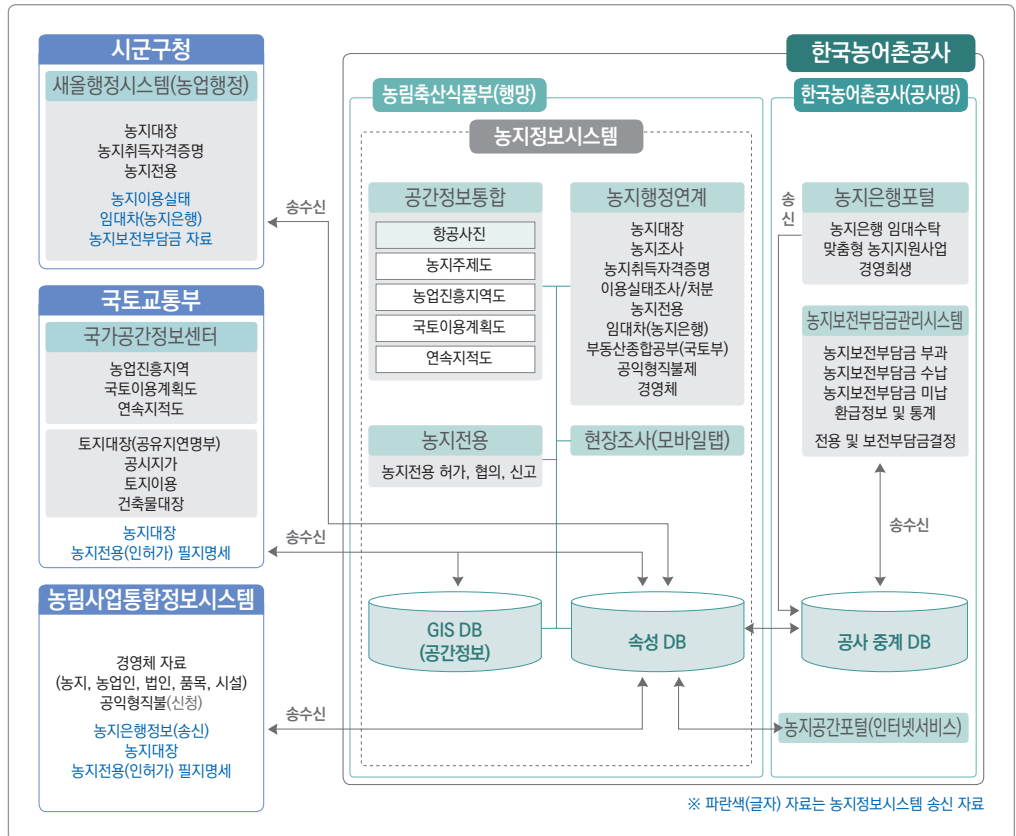 시군구청
새올행정시스템(농업행정)
농지대장
농지취득자격증명
농지전용
농지이용실태
임대차(농지은행)
농지보전부담금 자료
국토교통부
국가공간정보센터
농업진흥지역
국토이용계획도
연속지적도
토지대장(공유지연명부)
공시지가
토지이용
건축물대장
농지대장
농지전용(인허가) 필지명세
농림사업통합정보시스템
경영체 자료
(농지, 농업인, 법인, 품목, 시설)
공익형직불(신청)
농지은행정보(송신)
농지대장
농지전용(인허가) 필지명세
송수신
송수신
송수신
한국농어촌공사
농림축산식품부(행망)
농지정보시스템
공간정보통합
항공사진
농지주제도
농업진흥지역도
국토이용계획도
연속지적도
농지행정연계
농지대장
농지조사
농지취득자격증명
이용실태조사/처분
농지전용
임대차(농지은행)
부동산종합공부(국토부)
공익형직불제
경영체
농지전용
농지전용 허가, 협의, 신고
현장조사(모바일탭)
GIS DB
(공간정보)
속성 DB
한국농어촌공사(공사망)
송
신
농지은행포털
농지은행 임대수탁
맞춤형 농지지원사업
경영회생
농지보전부담금관리시스템
농지보전부담금 부과
농지보전부담금 수납
농지보전부담금 미납
환급정보 및 통계
전용 및 보전부담금결정
송수신
공사 중계 DB
농지공간포털(인터넷서비스)
※ 파란색(글자) 자료는 농지정보시스템 송신 자료